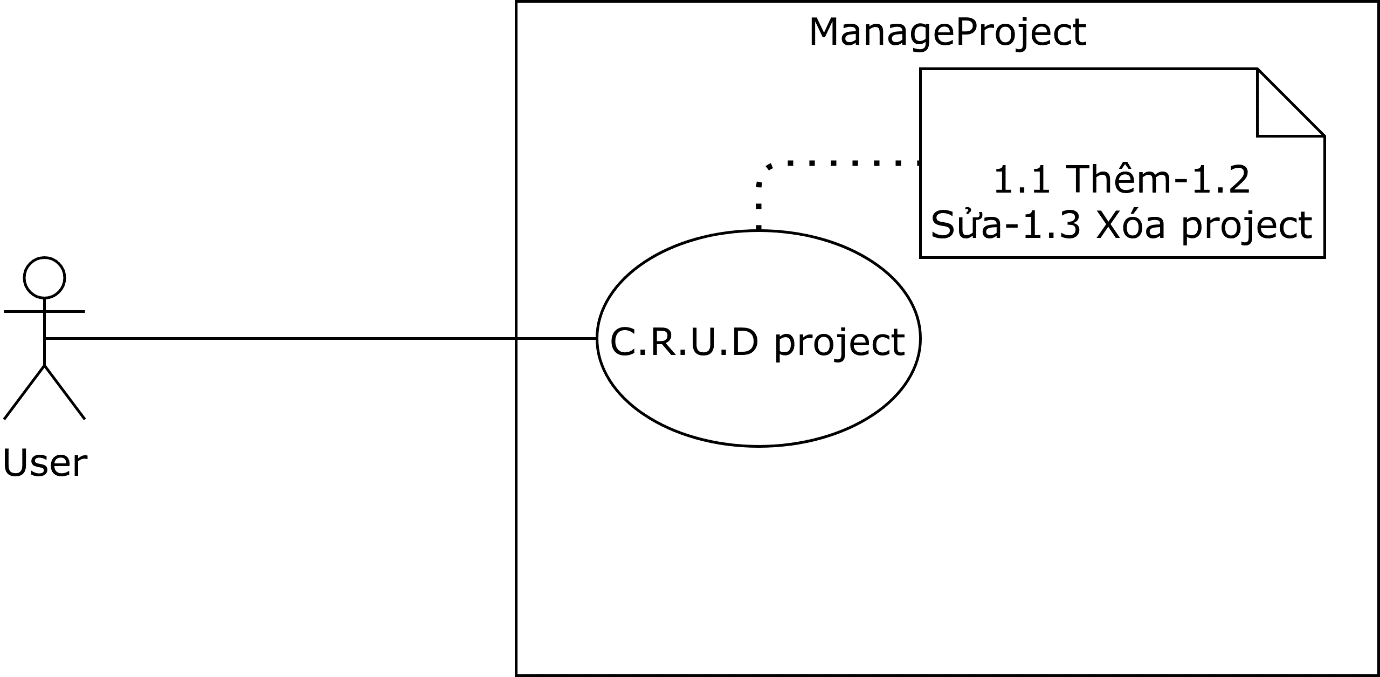 ManageProject
1.1 Thêm-1.2
Sửa-1.3 Xóa project
C.R.U.D project
User